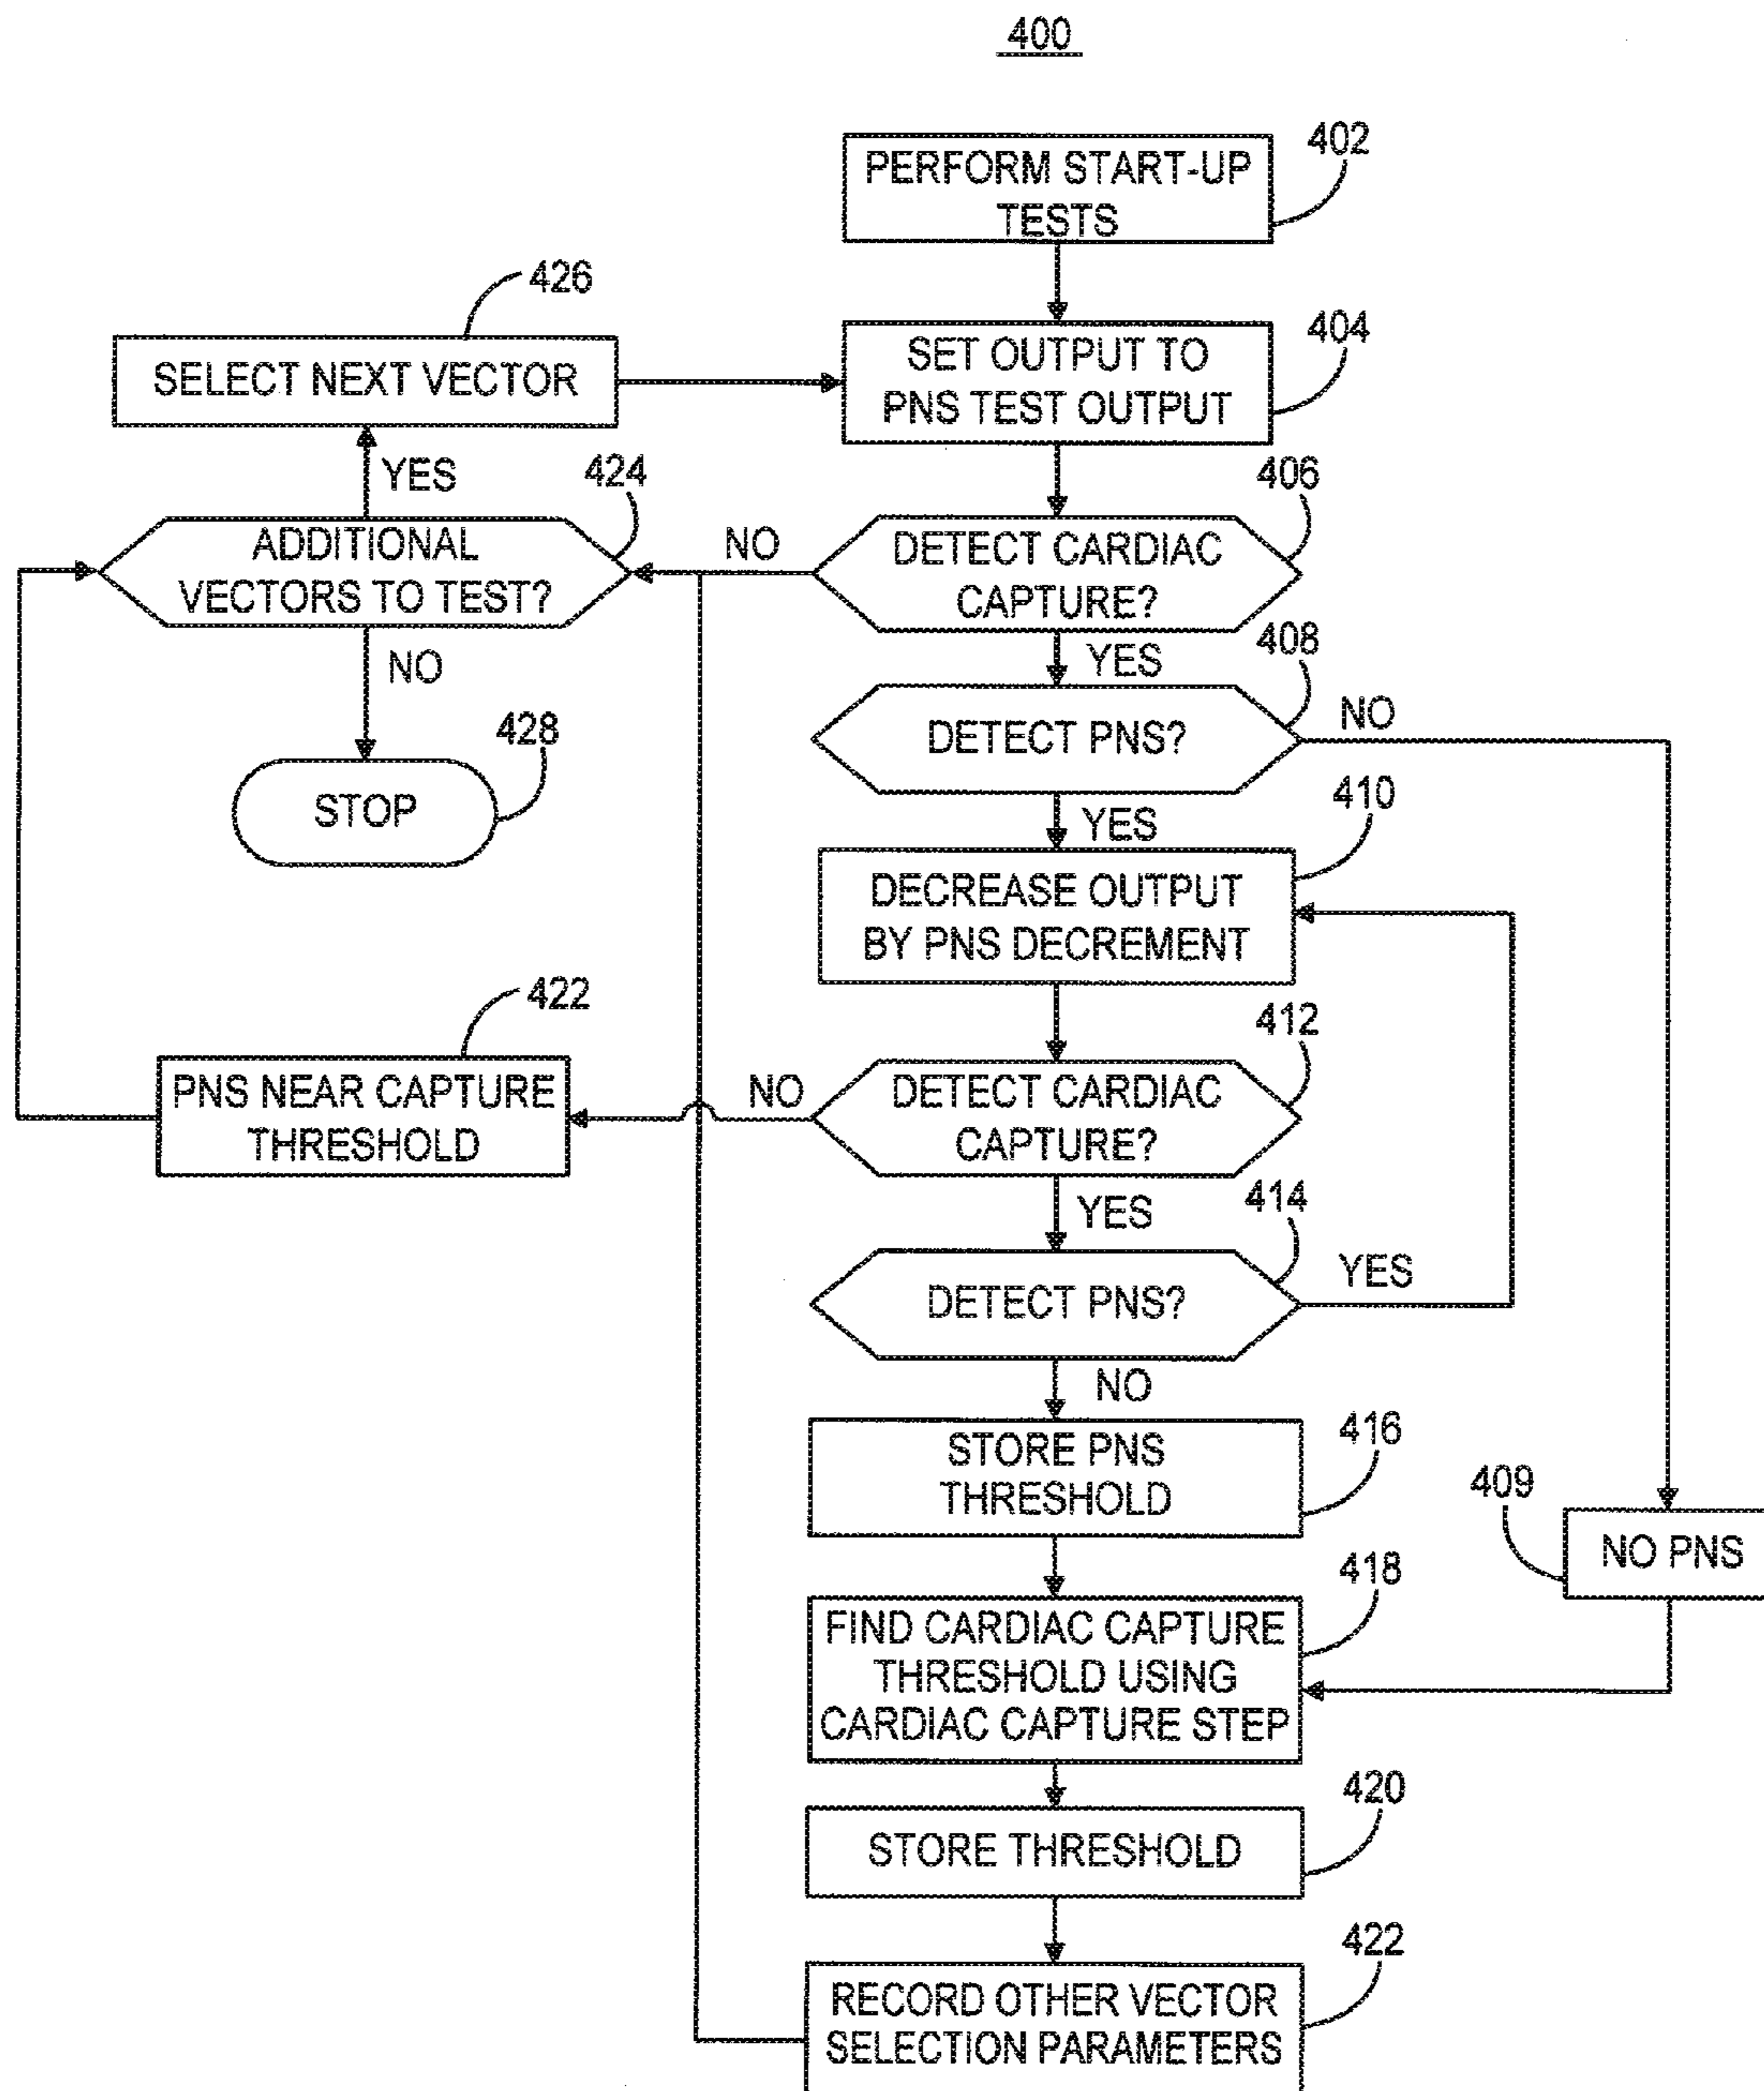 400
PERFORM START-UP
TESTS
402
426
SELECT NEXT VECTOR
SET OUTPUT TO
PNS TEST OUTPUT
404
YES
424
ADDITIONAL
VECTORS TO TEST?
NO
DETECT CARDIAC
CAPTURE?
406
NO
YES
408
DETECT PNS?
NO
428
STOP
YES
410
DECREASE OUTPUT
BY PNS DECREMENT
422
PNS NEAR CAPTURE
THRESHOLD
NO
DETECT CARDIAC
CAPTURE?
412
YES
414
DETECT PNS?
YES
NO
STORE PNS
THRESHOLD
416
409
NO PNS
FIND CARDIAC CAPTURE
THRESHOLD USING
CARDIAC CAPTURE STEP
418
STORE THRESHOLD
420
RECORD OTHER VECTOR
SELECTION PARAMETERS
422